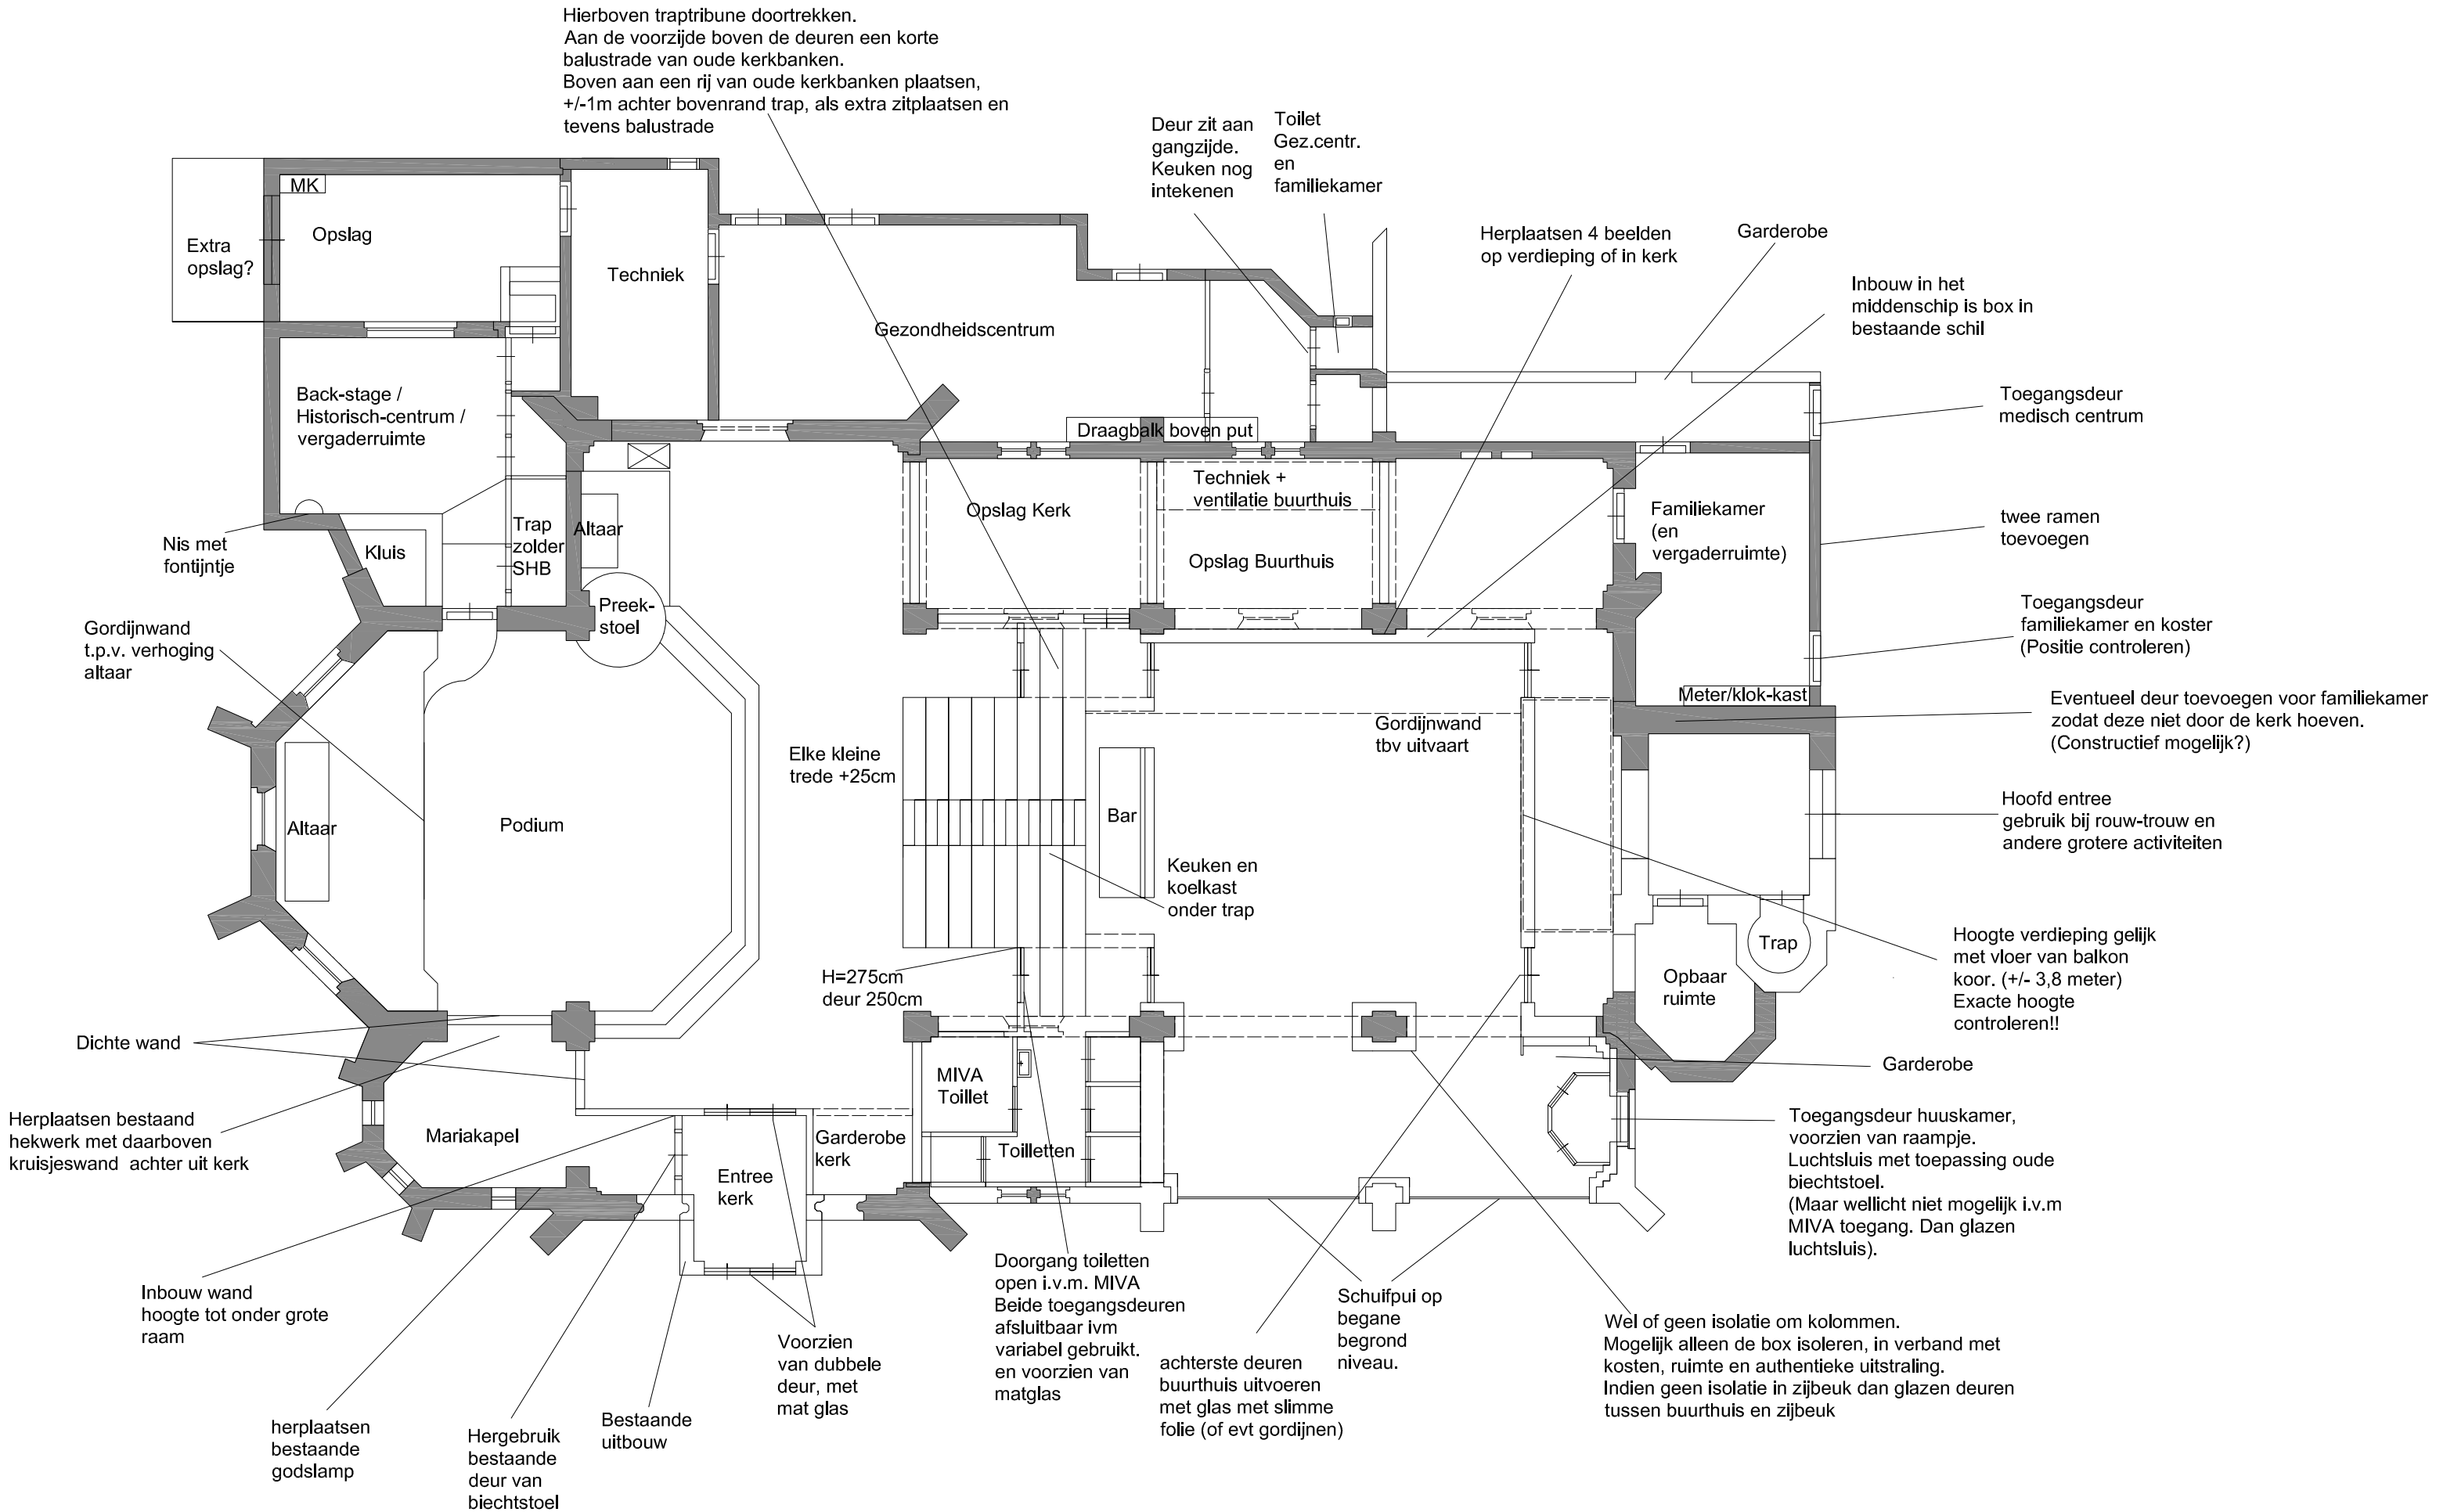 Hierboven traptribune doortrekken.
Aan de voorzijde boven de deuren een korte
balustrade van oude kerkbanken.
Boven aan een rij van oude kerkbanken plaatsen,
+/-1m achter bovenrand trap, als extra zitplaatsen en
tevens balustrade
Deur zit aan
gangzijde.
Keuken nog
intekenen
Toilet
Gez.centr.
en
familiekamer
Herplaatsen 4 beelden
op verdieping of in kerk
Garderobe
Inbouw in het
middenschip is box in
bestaande schil
MK
Opslag
Extra
opslag?
Techniek
Gezondheidscentrum
Back-stage /
Historisch-centrum /
vergaderruimte
Toegangsdeur
medisch centrum
Draagbalk boven put
Techniek +
ventilatie buurthuis
Opslag Kerk
Opslag Buurthuis
Familiekamer
(en
vergaderruimte)
twee ramen
toevoegen
Nis met
fontijntje
Kluis
Trap
zolder
SHB
Altaar
Preek-
stoel
Gordijnwand
t.p.v. verhoging
altaar
Toegangsdeur
familiekamer en koster
(Positie controleren)
Meter/klok-kast
Eventueel deur toevoegen voor familiekamer
zodat deze niet door de kerk hoeven.
(Constructief mogelijk?)
Gordijnwand
tbv uitvaart
Elke kleine
trede +25cm
Altaar
Podium
Bar
Hoofd entree
gebruik bij rouw-trouw en
andere grotere activiteiten
Keuken en
koelkast
onder trap
Trap
Opbaar
ruimte
Hoogte verdieping gelijk
met vloer van balkon
koor. (+/- 3,8 meter)
Exacte hoogte
controleren!!
H=275cm
deur 250cm
Dichte wand
Garderobe
MIVA
Toillet
Herplaatsen bestaand
hekwerk met daarboven
kruisjeswand achter uit kerk
Mariakapel
Garderobe
kerk
Toilletten
Entree
kerk
Toegangsdeur huuskamer,
voorzien van raampje.
Luchtsluis met toepassing oude
biechtstoel.
(Maar wellicht niet mogelijk i.v.m
MIVA toegang. Dan glazen
luchtsluis).
Inbouw wand
hoogte tot onder grote
raam
Doorgang toiletten
open i.v.m. MIVA
Beide toegangsdeuren
afsluitbaar ivm
variabel gebruikt.
en voorzien van
matglas
Schuifpui op
begane
begrond
niveau.
Wel of geen isolatie om kolommen.
Mogelijk alleen de box isoleren, in verband met
kosten, ruimte en authentieke uitstraling.
Indien geen isolatie in zijbeuk dan glazen deuren
tussen buurthuis en zijbeuk
Voorzien
van dubbele
deur, met
mat glas
achterste deuren
buurthuis uitvoeren
met glas met slimme
folie (of evt gordijnen)
herplaatsen
bestaande
godslamp
Hergebruik
bestaande
deur van
biechtstoel
Bestaande
uitbouw